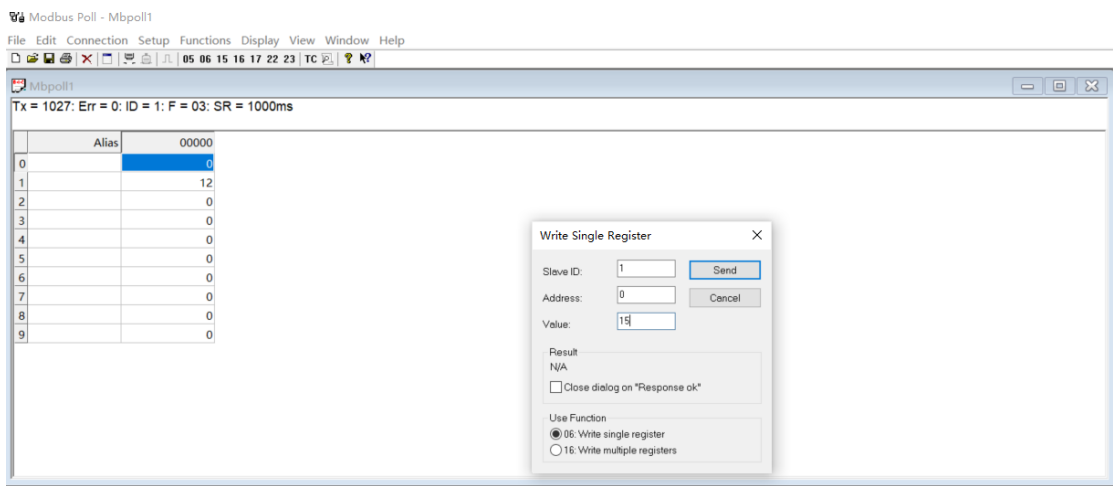 Modbus Poll - Mbpoll1
File Edit Connection Setup Functions Display View Window Help
05 06 15 16 17 22 23 TC
Mbpoll1
Tx = 1027: Err = 0: ID = 1: F = 03: SR = 1000ms
Alias 00000
0 0
1 12
2 0
3 0
4 0
5 0
6 0
7 0
8 0
9 0
Write Single Register
Slave ID: 1 Send
Address: 0 Cancel
Value: 15
Result
N/A
Close dialog on "Response ok"
Use Function
06: Write single register
16: Write multiple registers